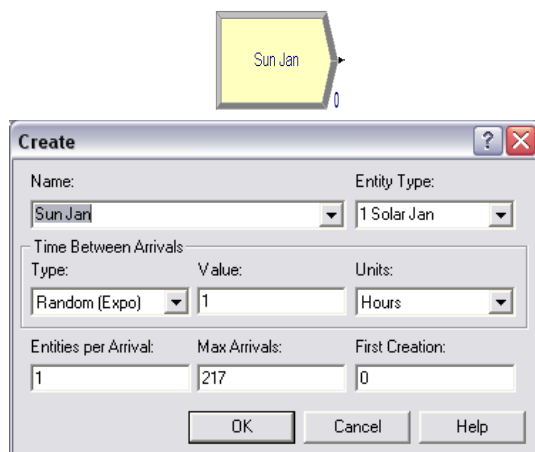 Sun Jan
0
Create
Name: Entity Type:
Sun Jan 1 Solar Jan
Time Between Arrivals
Type: Value: Units:
Random (Expo) 1 Hours
Entities per Arrival: Max Arrivals: First Creation:
1 217 0
OK Cancel Help